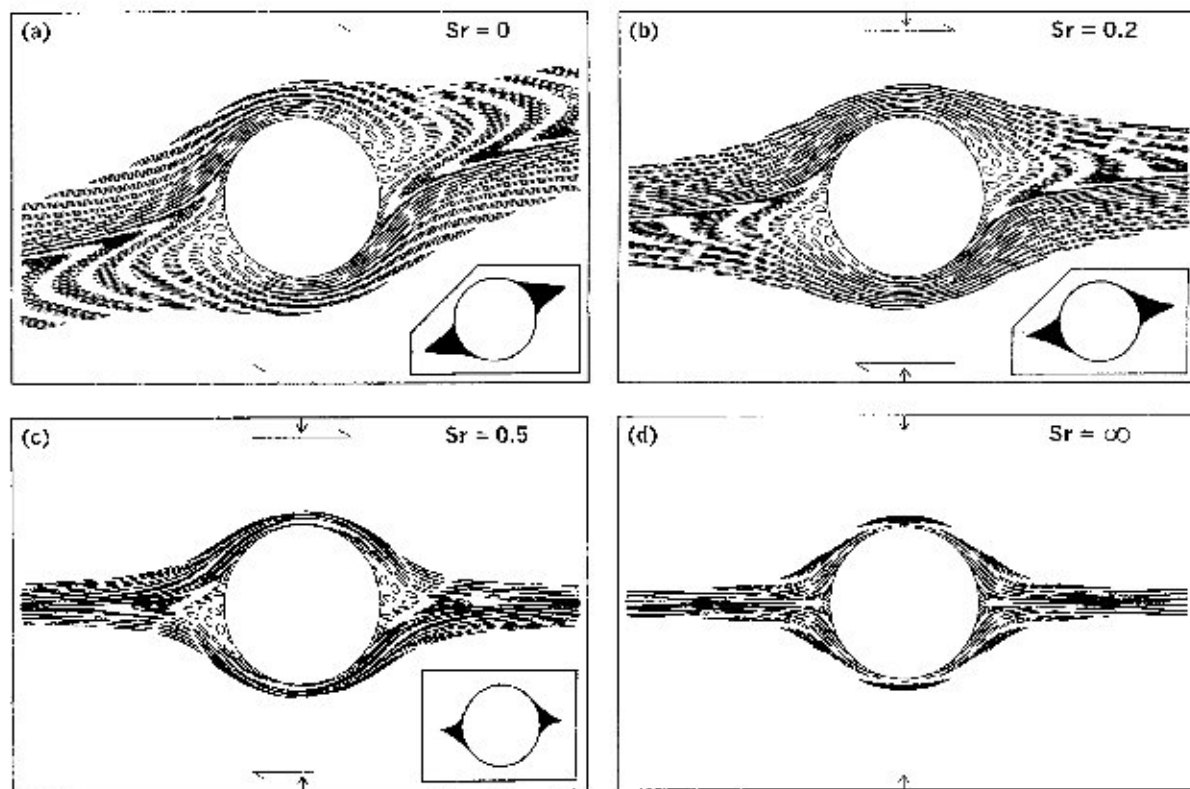 (a) Sr = 0
(b) Sr = 0.2
(c) Sr = 0.5
(d) Sr = ∞